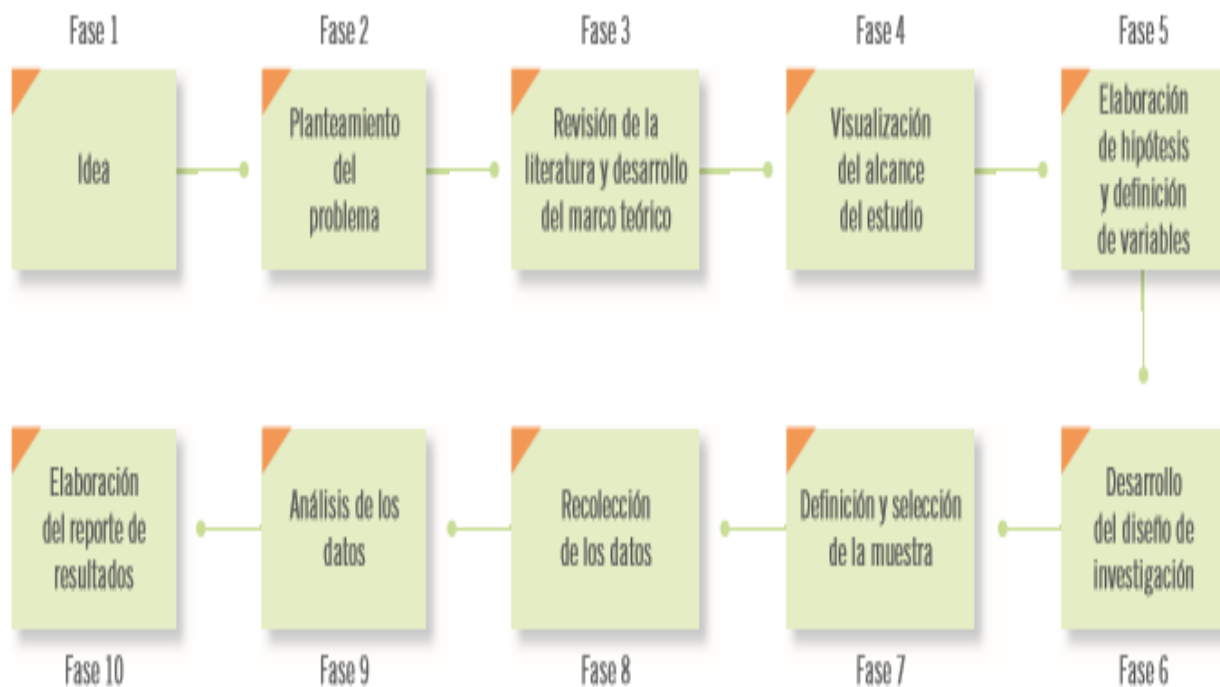 Fase 1
Idea
Fase 2
Planteamiento
del
problema
Fase 3
Revisión de la
literatura y desarrollo
del marco teórico
Fase 4
Visualización
del alcance
del estudio
Fase 5
Elaboración
de hipótesis
y definición
de variables
Desarrollo
del diseño de
investigación
Fase 6
Definición y selección
de la muestra
Fase 7
Recolección
de los datos
Fase 8
Análisis de los
datos
Fase 9
Elaboración
del reporte de
resultados
Fase 10